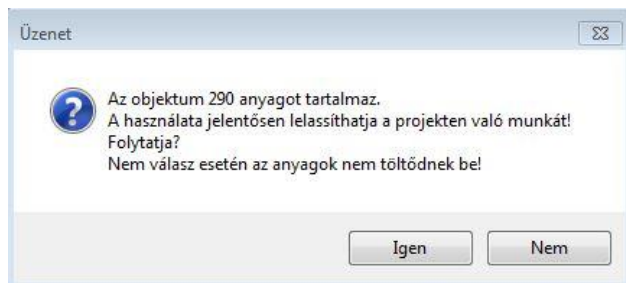 Üzenet
Az objektum 290 anyagot tartalmaz.
A használata jelentősen lelassíthatja a projekten való munkát!
Folytatja?
Nem válasz esetén az anyagok nem töltődnek be!
Igen
Nem